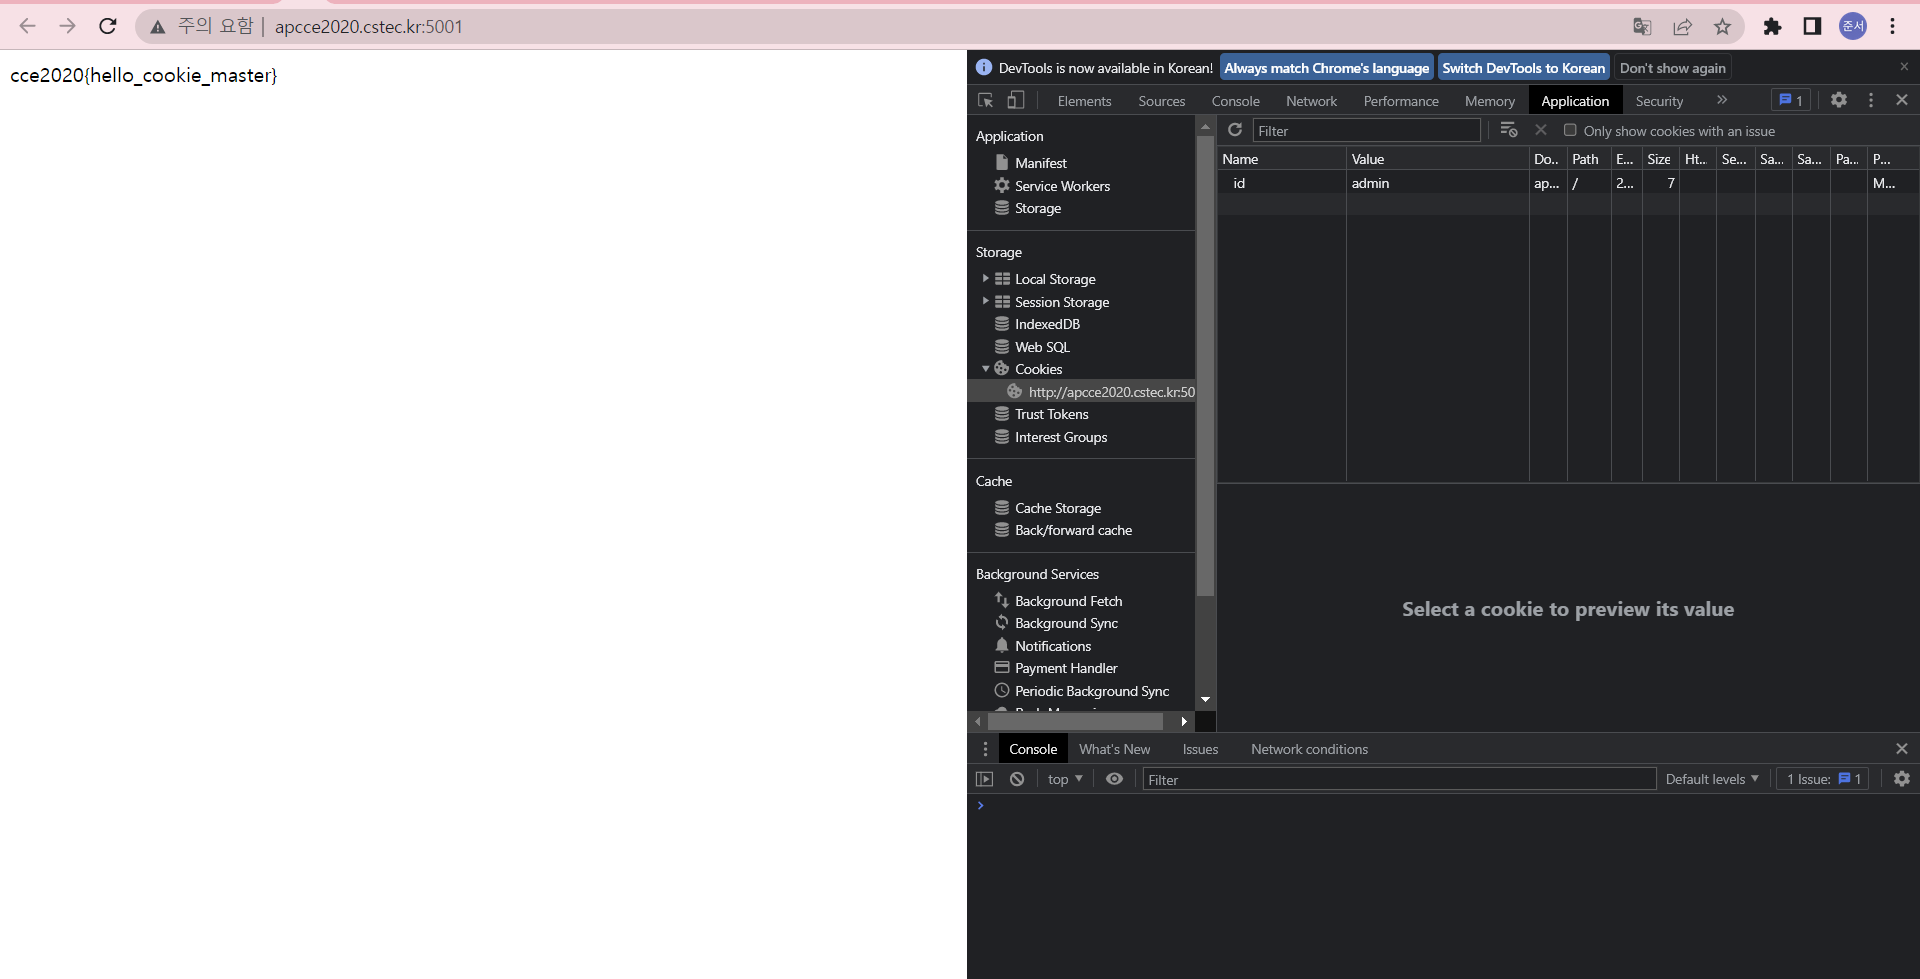 주의 요함 | apcce2020.cstec.kr:5001
준서
cce2020{hello_cookie_master}
DevTools is now available in Korean! Always match Chrome's language Switch DevTools to Korean Don't show again
Elements Sources Console Network Performance Memory Application Security 1
Application
Manifest
Service Workers
Storage
Storage
Local Storage
Session Storage
IndexedDB
Web SQL
Cookies
http://apcce2020.cstec.kr:50
Trust Tokens
Interest Groups
Cache
Cache Storage
Back/forward cache
Background Services
Background Fetch
Background Sync
Notifications
Payment Handler
Periodic Background Sync
Filter Only show cookies with an issue
Name Value Do... Path E... Size Ht... Se... Sa... Sa... Pa... P...
id admin ap... / 2... 7 M...
Select a cookie to preview its value
Console What's New Issues Network conditions
top Filter Default levels 1 Issue: 1